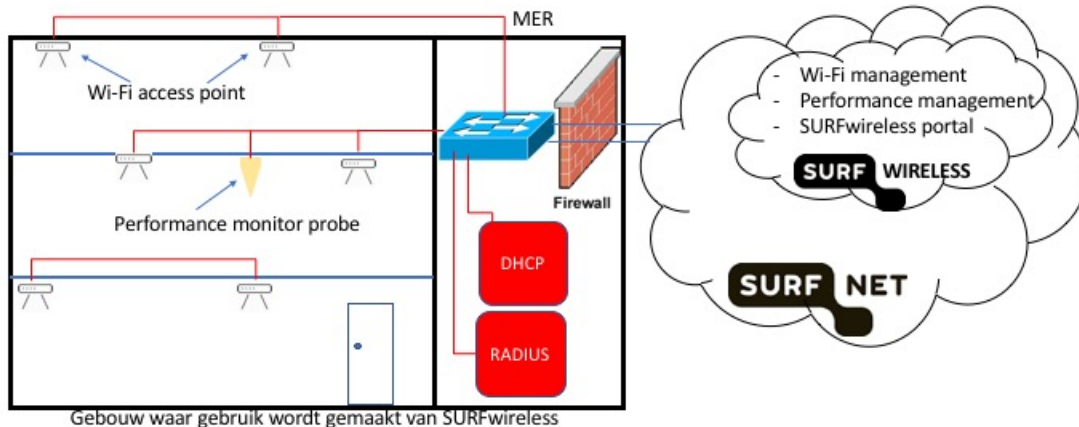 MER
Wi-Fi access point
Performance monitor probe
Firewall
DHCP
RADIUS
- Wi-Fi management
- Performance management
- SURFwireless portal
SURF WIRELESS
SURF NET
Gebouw waar gebruik wordt gemaakt van SURFwireless